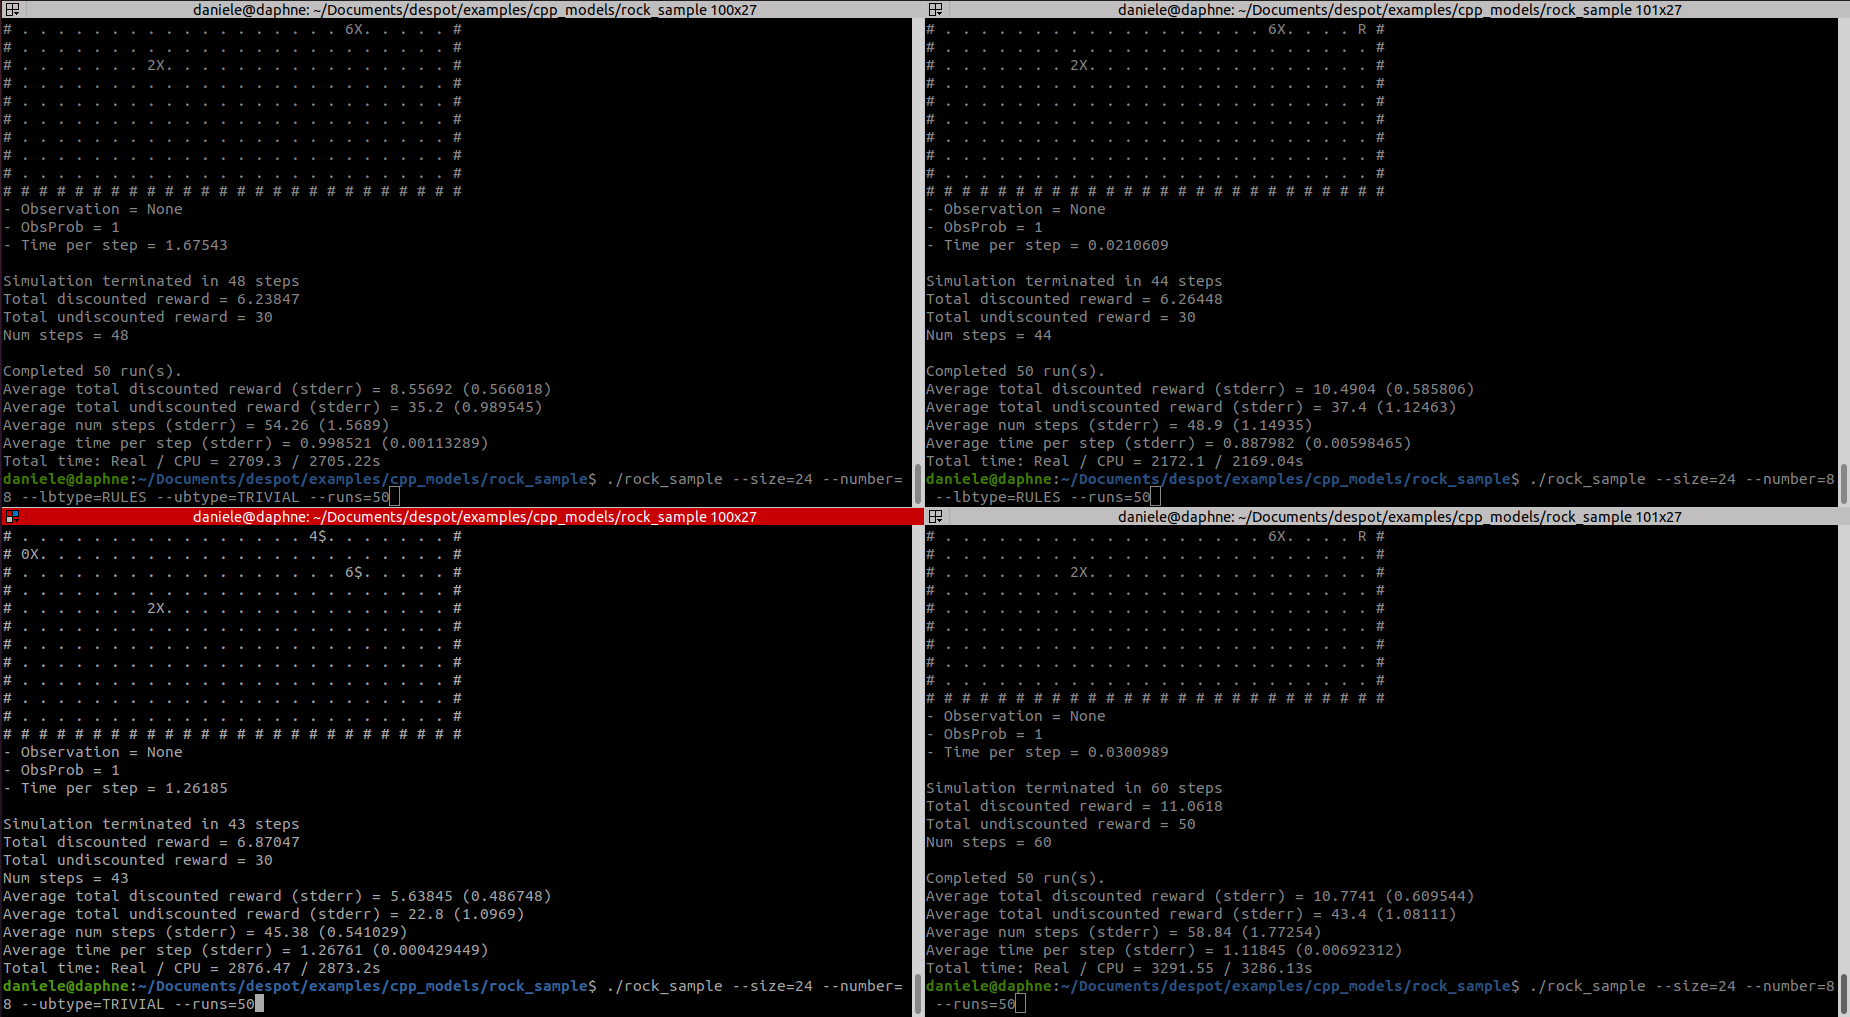 daniele@daphne: ~/Documents/despot/examples/cpp_models/rock_sample 100x27
# . . . . . . . . . . . . . . . . . . 6X. . . . . #
# . . . . . . . . . . . . . . . . . . . . . . . . #
# . . . . . . . 2X. . . . . . . . . . . . . . . . #
# . . . . . . . . . . . . . . . . . . . . . . . . #
# . . . . . . . . . . . . . . . . . . . . . . . . #
# . . . . . . . . . . . . . . . . . . . . . . . . #
# . . . . . . . . . . . . . . . . . . . . . . . . #
# . . . . . . . . . . . . . . . . . . . . . . . . #
# . . . . . . . . . . . . . . . . . . . . . . . . #
# # # # # # # # # # # # # # # # # # # # # # # # # #
- Observation = None
- ObsProb = 1
- Time per step = 1.67543
Simulation terminated in 48 steps
Total discounted reward = 6.23847
Total undiscounted reward = 30
Num steps = 48
Completed 50 run(s).
Average total discounted reward (stderr) = 8.55692 (0.566018)
Average total undiscounted reward (stderr) = 35.2 (0.989545)
Average num steps (stderr) = 54.26 (1.5689)
Average time per step (stderr) = 0.998521 (0.00113289)
Total time: Real / CPU = 2709.3 / 2705.22s
daniele@daphne:~/Documents/despot/examples/cpp_models/rock_sample$ ./rock_sample --size=24 --number=
8 --lbtype=RULES --ubtype=TRIVIAL --runs=50
daniele@daphne: ~/Documents/despot/examples/cpp_models/rock_sample 101x27
# . . . . . . . . . . . . . . . . . . 6X. . . . R #
# . . . . . . . . . . . . . . . . . . . . . . . . #
# . . . . . . . 2X. . . . . . . . . . . . . . . . #
# . . . . . . . . . . . . . . . . . . . . . . . . #
# . . . . . . . . . . . . . . . . . . . . . . . . #
# . . . . . . . . . . . . . . . . . . . . . . . . #
# . . . . . . . . . . . . . . . . . . . . . . . . #
# . . . . . . . . . . . . . . . . . . . . . . . . #
# . . . . . . . . . . . . . . . . . . . . . . . . #
# # # # # # # # # # # # # # # # # # # # # # # # # #
- Observation = None
- ObsProb = 1
- Time per step = 0.0210609
Simulation terminated in 44 steps
Total discounted reward = 6.26448
Total undiscounted reward = 30
Num steps = 44
Completed 50 run(s).
Average total discounted reward (stderr) = 10.4904 (0.585806)
Average total undiscounted reward (stderr) = 37.4 (1.12463)
Average num steps (stderr) = 48.9 (1.14935)
Average time per step (stderr) = 0.887982 (0.00598465)
Total time: Real / CPU = 2172.1 / 2169.04s
daniele@daphne:~/Documents/despot/examples/cpp_models/rock_sample$ ./rock_sample --size=24 --number=8
 --lbtype=RULES --runs=50
daniele@daphne: ~/Documents/despot/examples/cpp_models/rock_sample 100x27
# . . . . . . . . . . . . . . . . 4$. . . . . . . #
# 0X. . . . . . . . . . . . . . . . . . . . . . . #
# . . . . . . . . . . . . . . . . . . 6$. . . . . #
# . . . . . . . . . . . . . . . . . . . . . . . . #
# . . . . . . . 2X. . . . . . . . . . . . . . . . #
# . . . . . . . . . . . . . . . . . . . . . . . . #
# . . . . . . . . . . . . . . . . . . . . . . . . #
# . . . . . . . . . . . . . . . . . . . . . . . . #
# . . . . . . . . . . . . . . . . . . . . . . . . #
# . . . . . . . . . . . . . . . . . . . . . . . . #
# . . . . . . . . . . . . . . . . . . . . . . . . #
# # # # # # # # # # # # # # # # # # # # # # # # # #
- Observation = None
- ObsProb = 1
- Time per step = 1.26185
Simulation terminated in 43 steps
Total discounted reward = 6.87047
Total undiscounted reward = 30
Num steps = 43
Average total discounted reward (stderr) = 5.63845 (0.486748)
Average total undiscounted reward (stderr) = 22.8 (1.0969)
Average num steps (stderr) = 45.38 (0.541029)
Average time per step (stderr) = 1.26761 (0.000429449)
Total time: Real / CPU = 2876.47 / 2873.2s
daniele@daphne:~/Documents/despot/examples/cpp_models/rock_sample$ ./rock_sample --size=24 --number=
8 --ubtype=TRIVIAL --runs=50
daniele@daphne: ~/Documents/despot/examples/cpp_models/rock_sample 101x27
# . . . . . . . . . . . . . . . . . . 6X. . . . R #
# . . . . . . . . . . . . . . . . . . . . . . . . #
# . . . . . . . 2X. . . . . . . . . . . . . . . . #
# . . . . . . . . . . . . . . . . . . . . . . . . #
# . . . . . . . . . . . . . . . . . . . . . . . . #
# . . . . . . . . . . . . . . . . . . . . . . . . #
# . . . . . . . . . . . . . . . . . . . . . . . . #
# . . . . . . . . . . . . . . . . . . . . . . . . #
# . . . . . . . . . . . . . . . . . . . . . . . . #
# # # # # # # # # # # # # # # # # # # # # # # # # #
- Observation = None
- ObsProb = 1
- Time per step = 0.0300989
Simulation terminated in 60 steps
Total discounted reward = 11.0618
Total undiscounted reward = 50
Num steps = 60
Completed 50 run(s).
Average total discounted reward (stderr) = 10.7741 (0.609544)
Average total undiscounted reward (stderr) = 43.4 (1.08111)
Average num steps (stderr) = 58.84 (1.77254)
Average time per step (stderr) = 1.11845 (0.00692312)
Total time: Real / CPU = 3291.55 / 3286.13s
daniele@daphne:~/Documents/despot/examples/cpp_models/rock_sample$ ./rock_sample --size=24 --number=8
 --runs=50